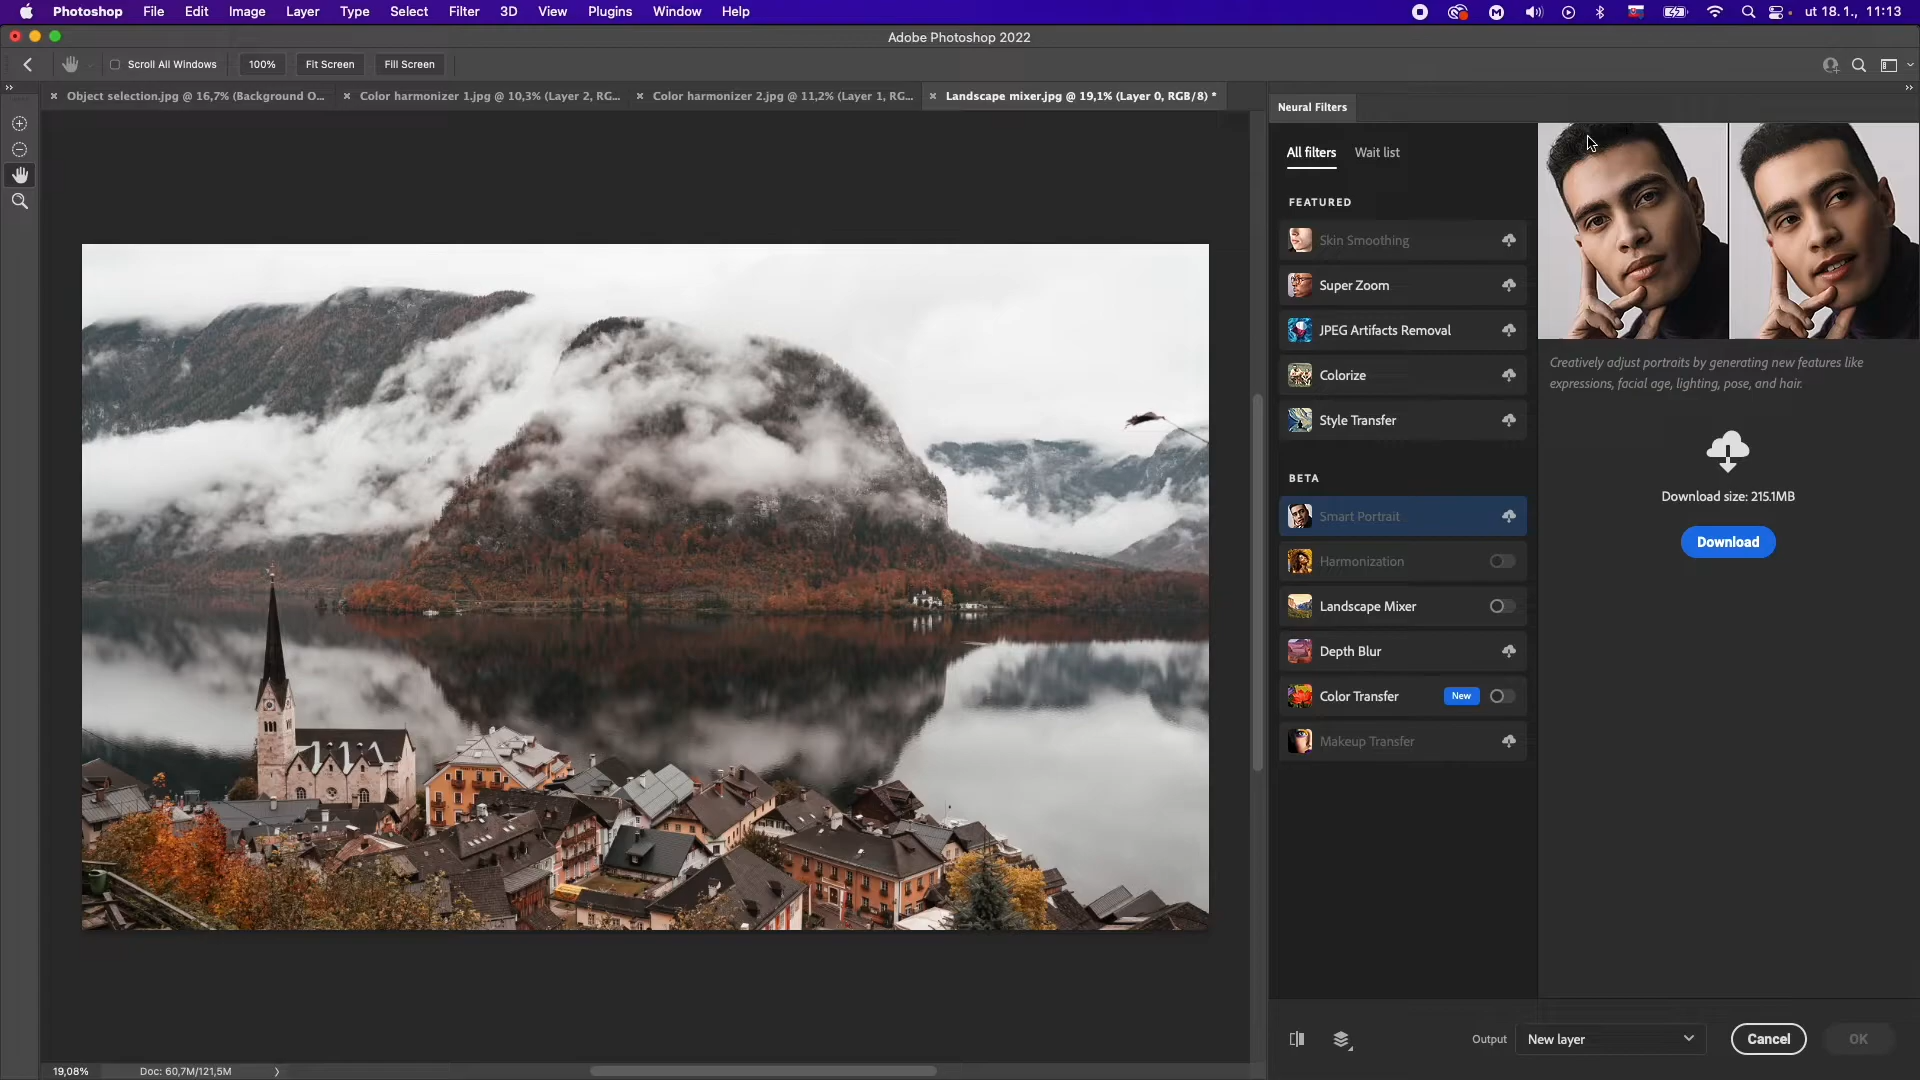 Photoshop File Edit Image Layer Type Select Filter 3D View Plugins Window Help ut 18. 1., 11:13
Adobe Photoshop 2022
Scroll All Windows 100% Fit Screen Fill Screen
Object selection.jpg @ 16,7% (Background O... Color harmonizer 1.jpg @ 10,3% (Layer 2, RG... Color harmonizer 2.jpg @ 11,2% (Layer 1, RG... Landscape mixer.jpg @ 19,1% (Layer 0, RGB/8) *
Neural Filters
All filters Wait list
FEATURED
Skin Smoothing
Super Zoom
JPEG Artifacts Removal
Colorize
Style Transfer
BETA
Smart Portrait
Harmonization
Landscape Mixer
Depth Blur
Color Transfer New
Makeup Transfer
Creatively adjust portraits by generating new features like
expressions, facial age, lighting, pose, and hair.
Download size: 215.1MB
Download
Output New layer Cancel OK
19,08% Doc: 60,7M/121,5M